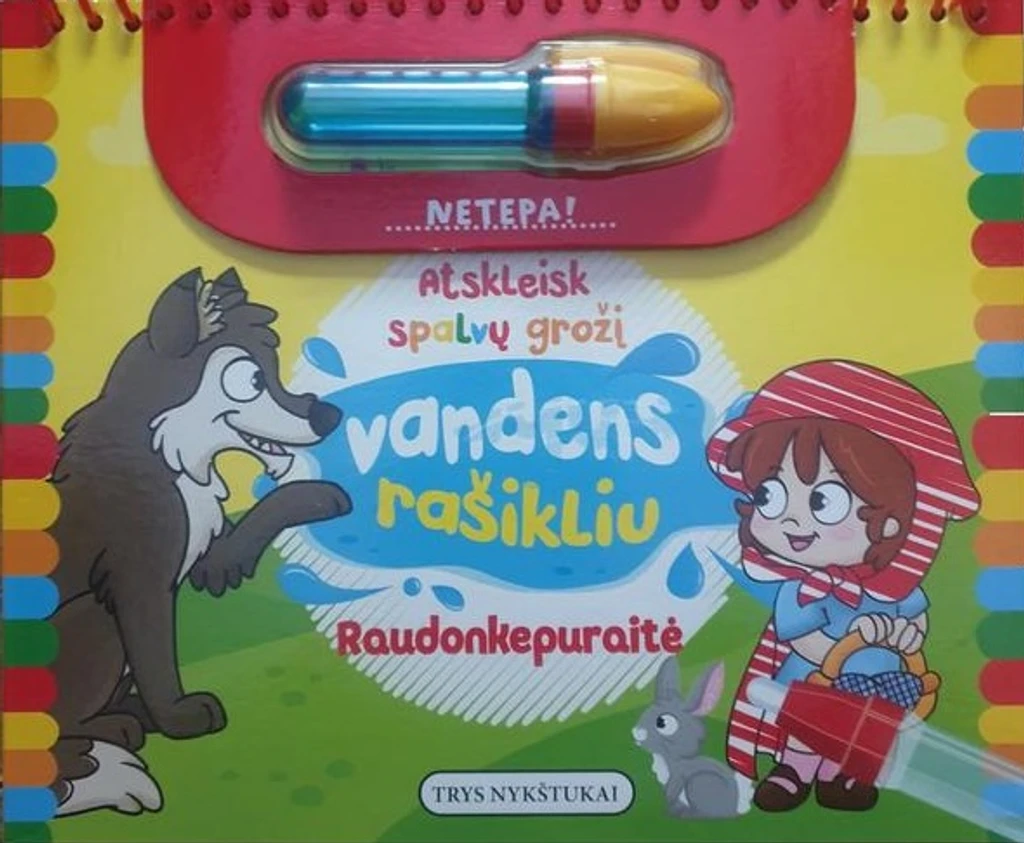 NETEPA!
Atskleisk
spalvų grožį
vandens
rašikliu
Raudonkepuraitė
TRYS NYKŠTUKAI